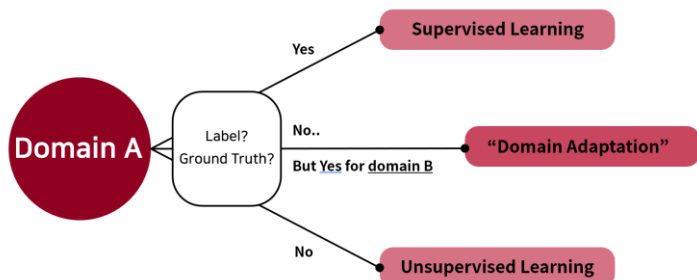 Domain A
Label?
Ground Truth?
Yes
Supervised Learning
No..
But Yes for domain B
“Domain Adaptation”
No
Unsupervised Learning